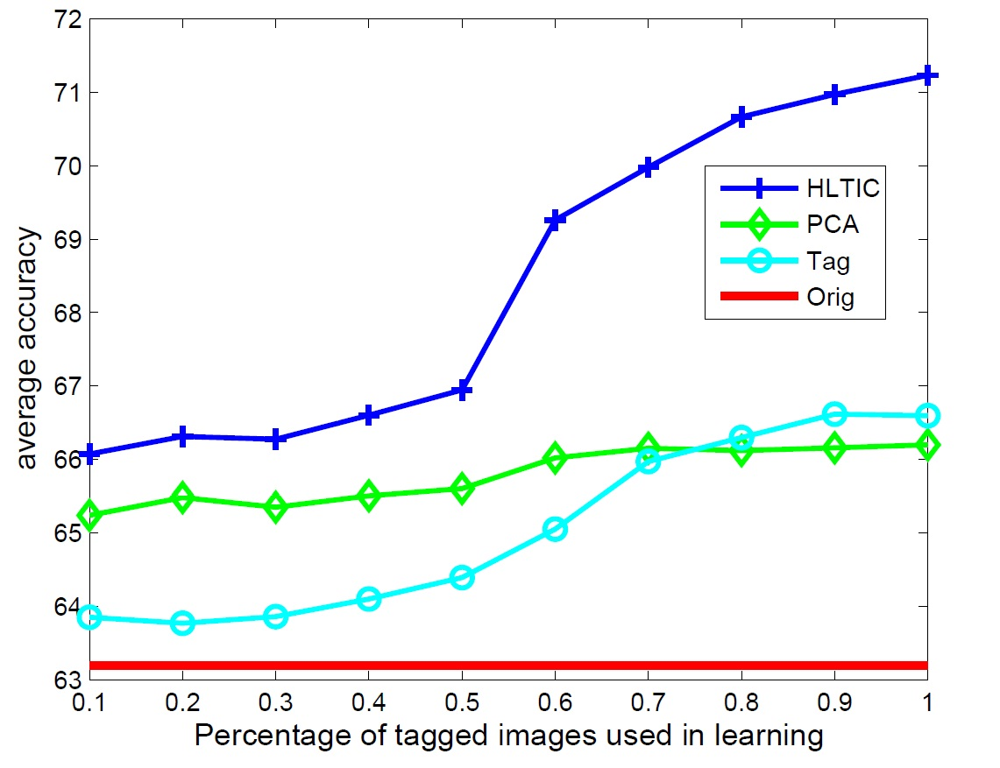 72
71
70
69
68
67
66
65
64
63
average accuracy
HLTIC
PCA
Tag
Orig
0.1 0.2 0.3 0.4 0.5 0.6 0.7 0.8 0.9 1
Percentage of tagged images used in learning